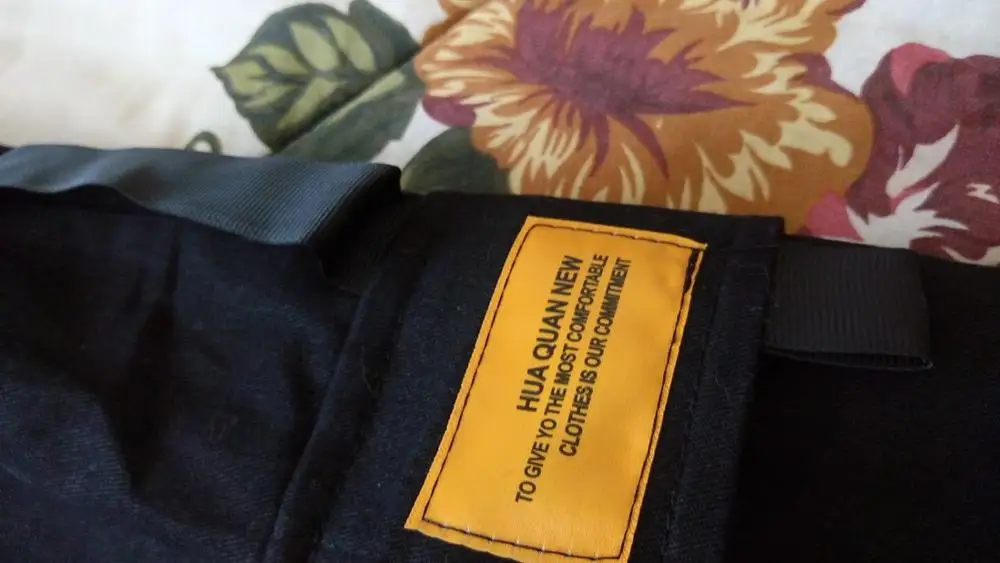 HUA QUAN NEW
TO GIVE YO THE MOST COMFORTABLE
CLOTHES IS OUR COMMITMENT